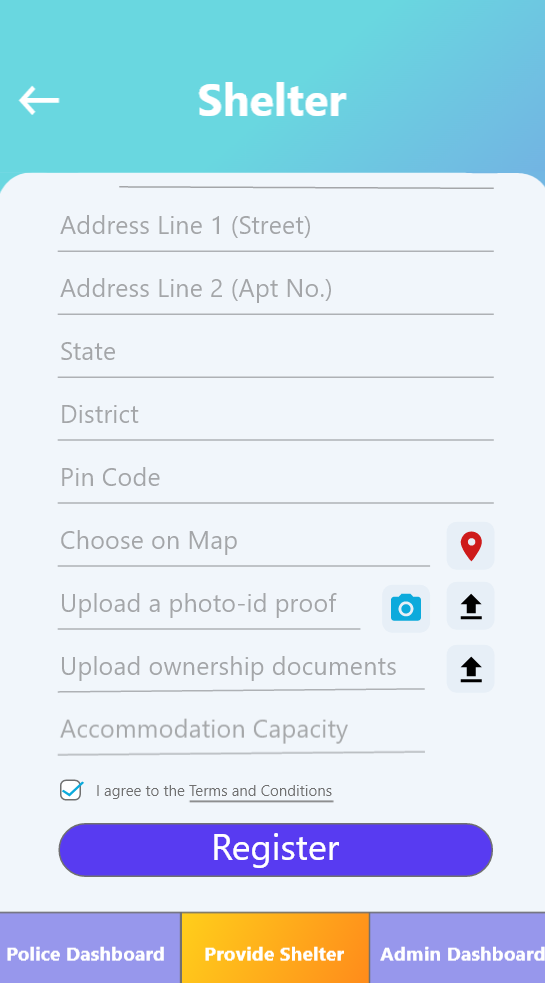 Shelter
Address Line 1 (Street)
Address Line 2 (Apt No.)
State
District
Pin Code
Choose on Map
Upload a photo-id proof
Upload ownership documents
Accommodation Capacity
I agree to the Terms and Conditions
Register
Police Dashboard
Provide Shelter
Admin Dashboard